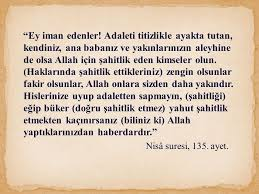 “Ey iman edenler! Adaleti titizlikle ayakta tutan,
kendiniz, ana babanız ve yakınlarınızın aleyhine
de olsa Allah için şahitlik eden kimseler olun.
(Haklarında şahitlik ettikleriniz) zengin olsunlar
fakir olsunlar, Allah onlara sizden daha yakındır.
Hislerinize uyup adaletten sapmayın, (şahitliği)
eğip büker (doğru şahitlik etmez) yahut şahitlik
etmekten kaçınırsanız (biliniz ki) Allah
yaptıklarınızdan haberdardır.”
Nisâ suresi, 135. ayet.